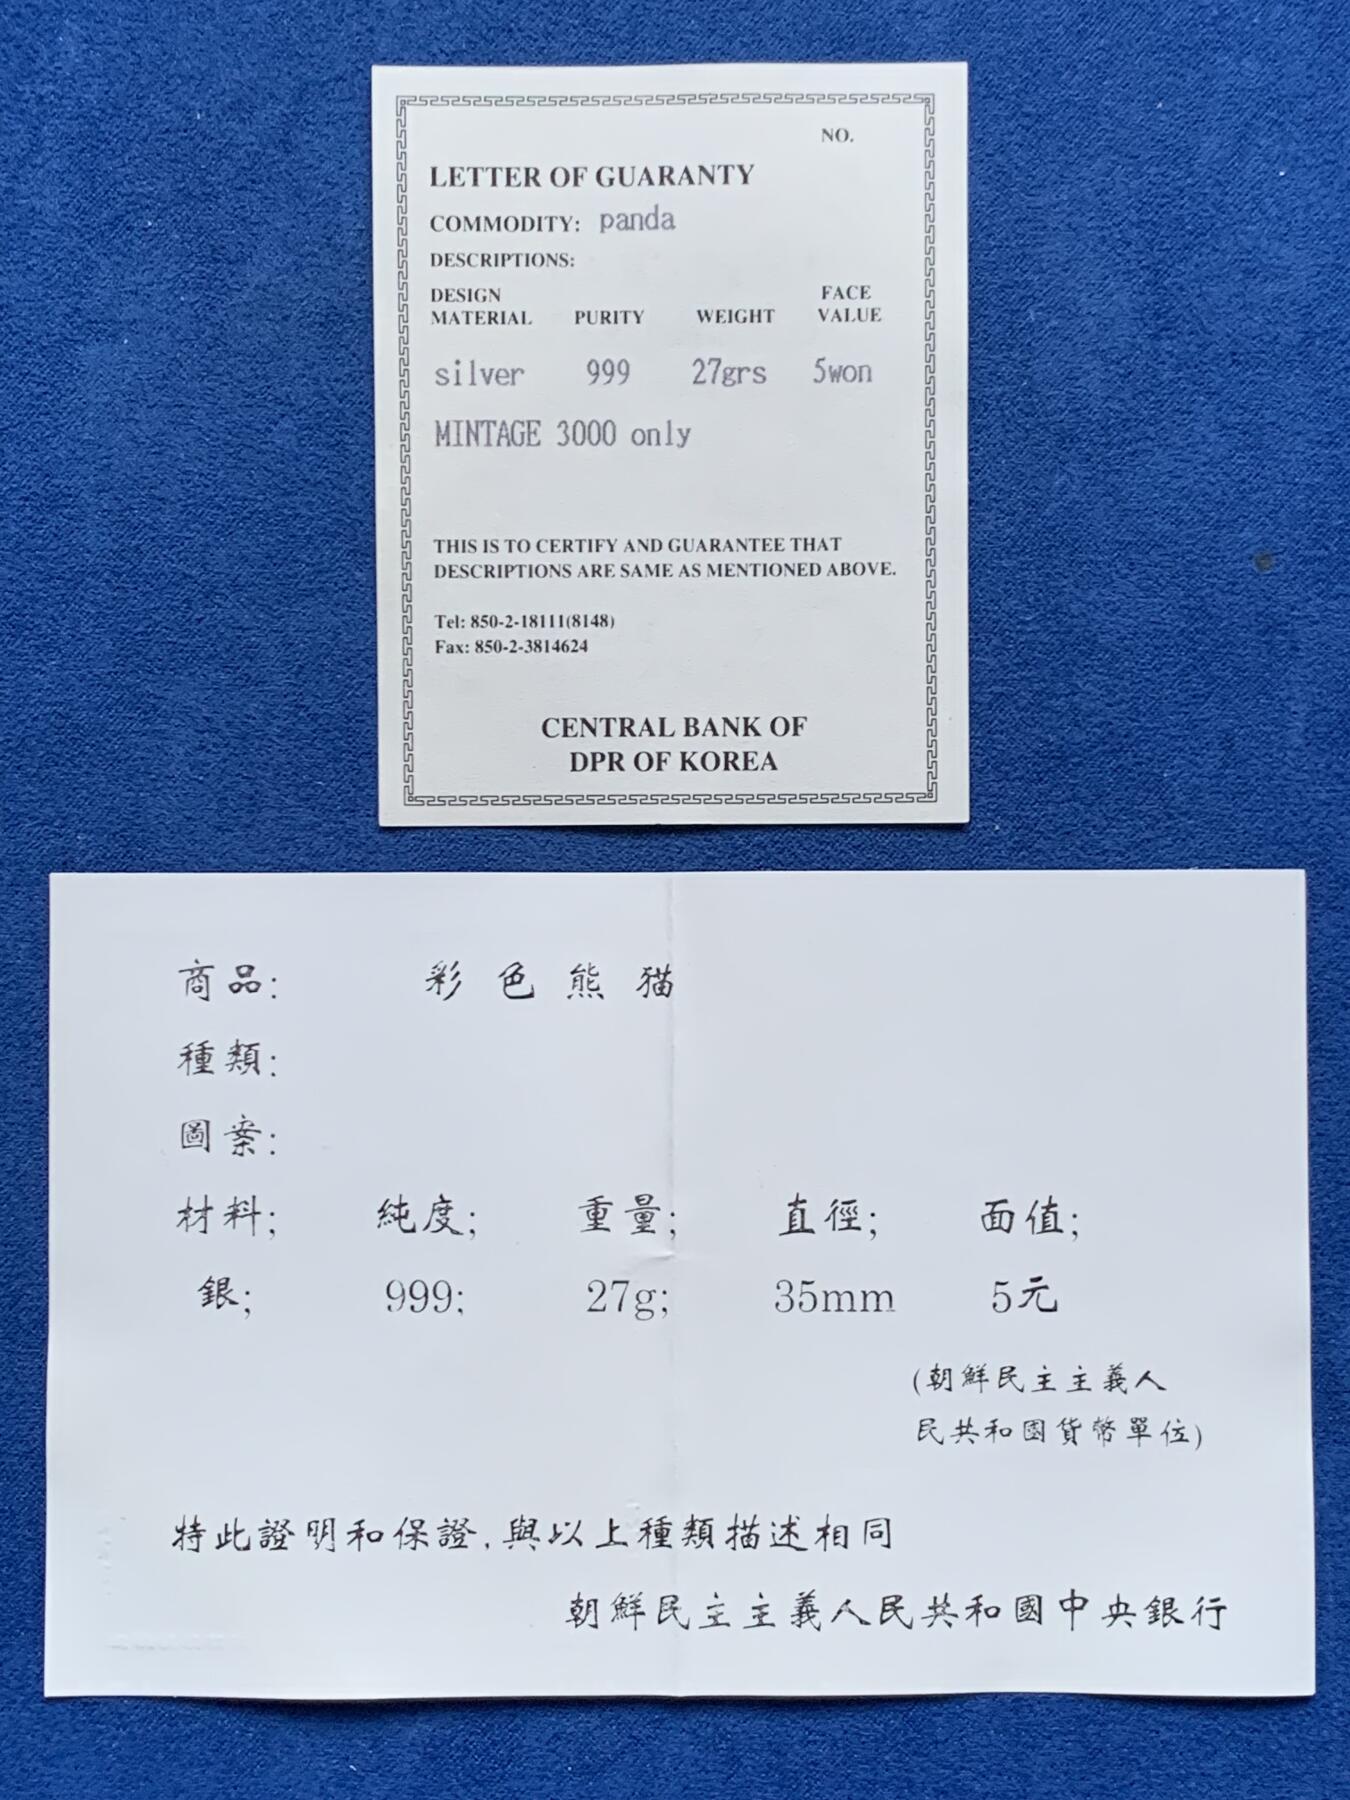 NO.
LETTER OF GUARANTY
COMMODITY: panda
DESCRIPTIONS:
DESIGN MATERIAL PURITY WEIGHT FACE VALUE
silver 999 27grs 5won
MINTAGE 3000 only
THIS IS TO CERTIFY AND GUARANTEE THAT
DESCRIPTIONS ARE SAME AS MENTIONED ABOVE.
Tel: 850-2-18111(8148)
Fax: 850-2-3814624
CENTRAL BANK OF
DPR OF KOREA
商品: 彩色熊猫
種類:
圖案:
材料; 純度; 重量; 直徑; 面值;
銀; 999; 27g; 35mm 5元
(朝鮮民主主義人
民共和國貨幣單位)
特此證明和保證,與以上種類描述相同
朝鮮民主主義人民共和國中央銀行